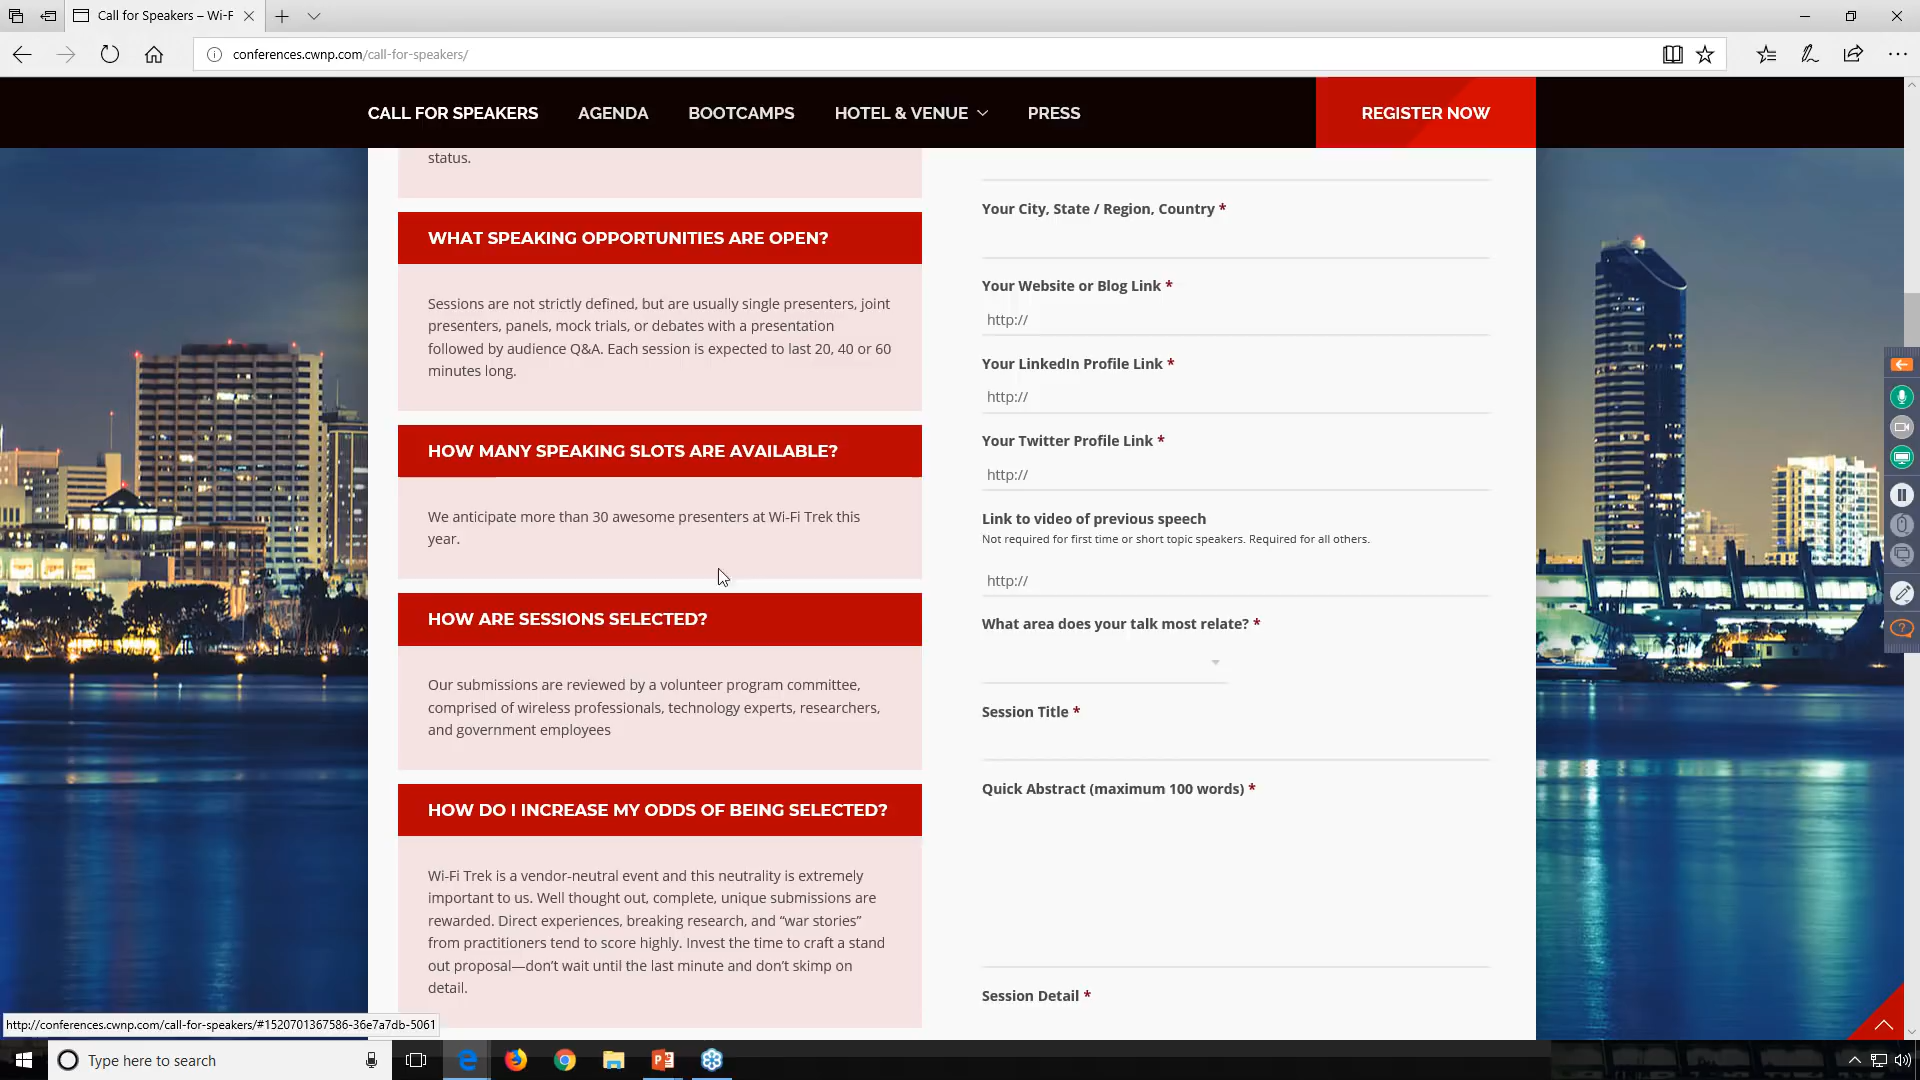 Call for Speakers – Wi-F
conferences.cwnp.com/call-for-speakers/
CALL FOR SPEAKERS
AGENDA
BOOTCAMPS
HOTEL & VENUE
PRESS
REGISTER NOW
status.
WHAT SPEAKING OPPORTUNITIES ARE OPEN?
Sessions are not strictly defined, but are usually single presenters, joint
presenters, panels, mock trials, or debates with a presentation
followed by audience Q&A. Each session is expected to last 20, 40 or 60
minutes long.
HOW MANY SPEAKING SLOTS ARE AVAILABLE?
We anticipate more than 30 awesome presenters at Wi-Fi Trek this
year.
HOW ARE SESSIONS SELECTED?
Our submissions are reviewed by a volunteer program committee,
comprised of wireless professionals, technology experts, researchers,
and government employees
HOW DO I INCREASE MY ODDS OF BEING SELECTED?
Wi-Fi Trek is a vendor-neutral event and this neutrality is extremely
important to us. Well thought out, complete, unique submissions are
rewarded. Direct experiences, breaking research, and “war stories”
from practitioners tend to score highly. Invest the time to craft a stand
out proposal—don’t wait until the last minute and don’t skimp on
detail.
Your City, State / Region, Country *
Your Website or Blog Link *
http://
Your LinkedIn Profile Link *
http://
Your Twitter Profile Link *
http://
Link to video of previous speech
Not required for first time or short topic speakers. Required for all others.
http://
What area does your talk most relate? *
Session Title *
Quick Abstract (maximum 100 words) *
Session Detail *
http://conferences.cwnp.com/call-for-speakers/#1520701367586-36e7a7db-5061
Type here to search